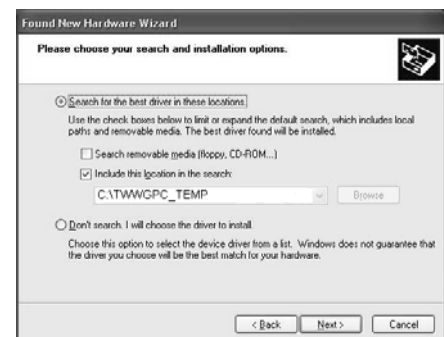 Found New Hardware Wizard
Please choose your search and installation options.
Search for the best driver in these locations.
Use the check boxes below to limit or expand the default search, which includes local
paths and removable media. The best driver found will be installed.
Search removable media (floppy, CD-ROM...)
Include this location in the search:
C:\TWWGPC_TEMP
Browse
Don't search. I will choose the driver to install.
Choose this option to select the device driver from a list. Windows does not guarantee that
the driver you choose will be the best match for your hardware.
< Back Next > Cancel